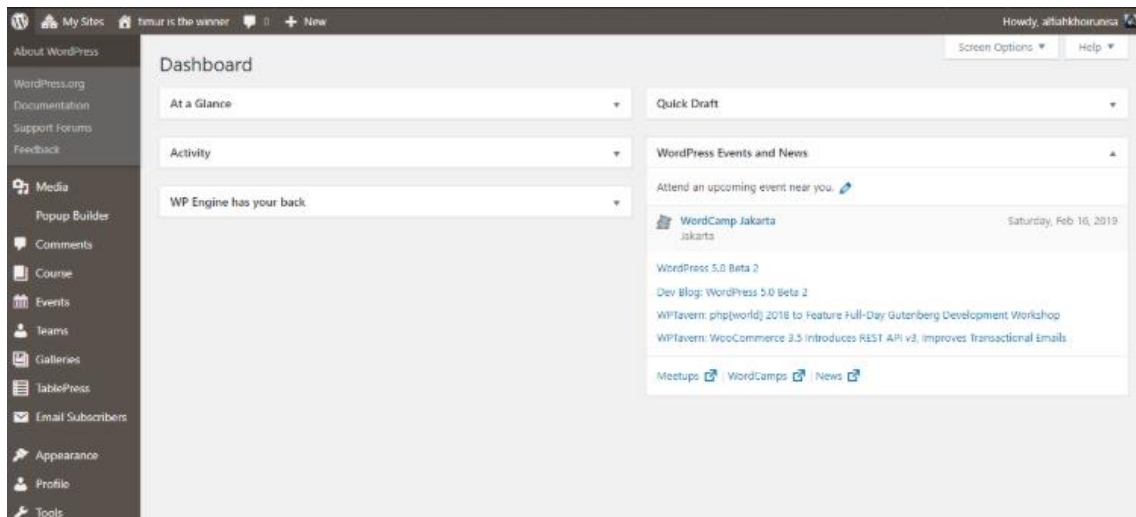 My Sites timur is the winner 0 + New Howdy, alfiahkhoirunisa
About WordPress
WordPress.org
Documentation
Support Forums
Feedback
Media
Popup Builder
Comments
Course
Events
Teams
Galleries
TablePress
Email Subscribers
Appearance
Profile
Tools
Screen Options Help
Dashboard
At a Glance
Activity
WP Engine has your back
Quick Draft
WordPress Events and News
Attend an upcoming event near you.
WordCamp Jakarta Saturday, Feb 16, 2019
Jakarta
WordPress 5.0 Beta 2
Dev Blog: WordPress 5.0 Beta 2
WPTavern: php[world] 2018 to Feature Full-Day Gutenberg Development Workshop
WPTavern: WooCommerce 3.5 Introduces REST API v3, Improves Transactional Emails
Meetups | WordCamps | News